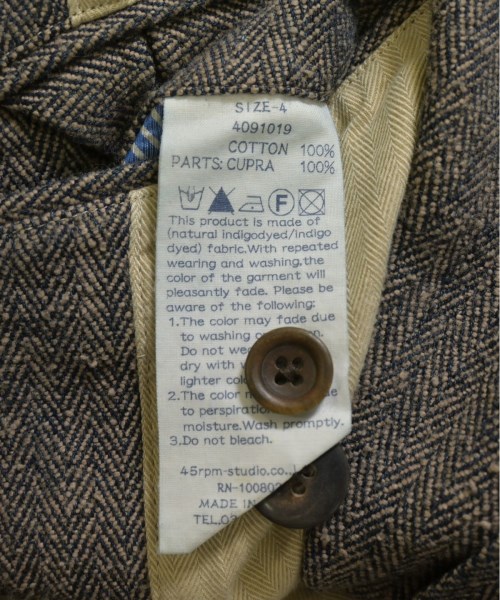 SIZE-4
4091019
COTTON 100%
PARTS: CUPRA 100%
F
This product is made of
(natural indigodyed/indigo
dyed) fabric.With repeated
wearing and washing,the
color of the garment will
pleasantly fade. Please be
aware of the following:
1.The color may fade due
to washing
Do not
dry with
lighter
2.The color
to
moisture.Wash promptly.
3.Do not bleach.
45rpm-studio.co.,
RN-10080
MADE IN
TEL.03